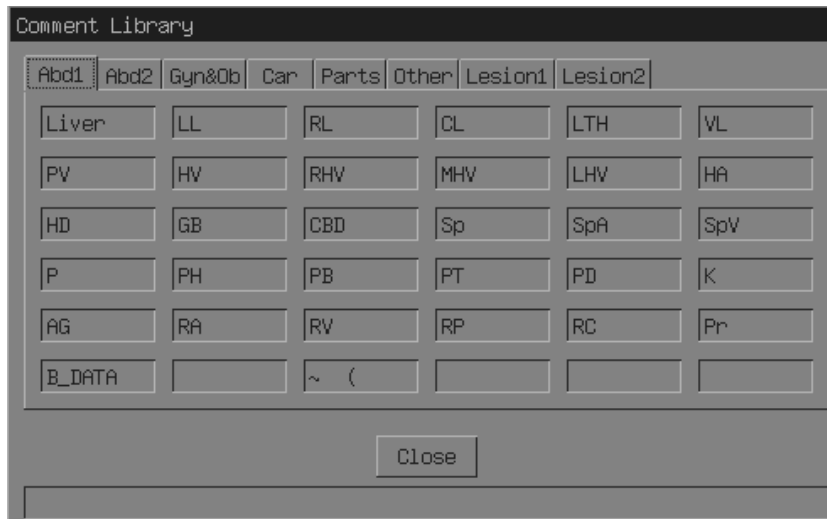 Comment Library
Abd1 Abd2 Gyn&Ob Car Parts Other Lesion1 Lesion2
Liver LL RL CL LTH VL
PV HV RHV MHV LHV HA
HD GB CBD Sp SpA SpV
P PH PB PT PD K
AG RA RV RP RC Pr
B_DATA ~ (
Close